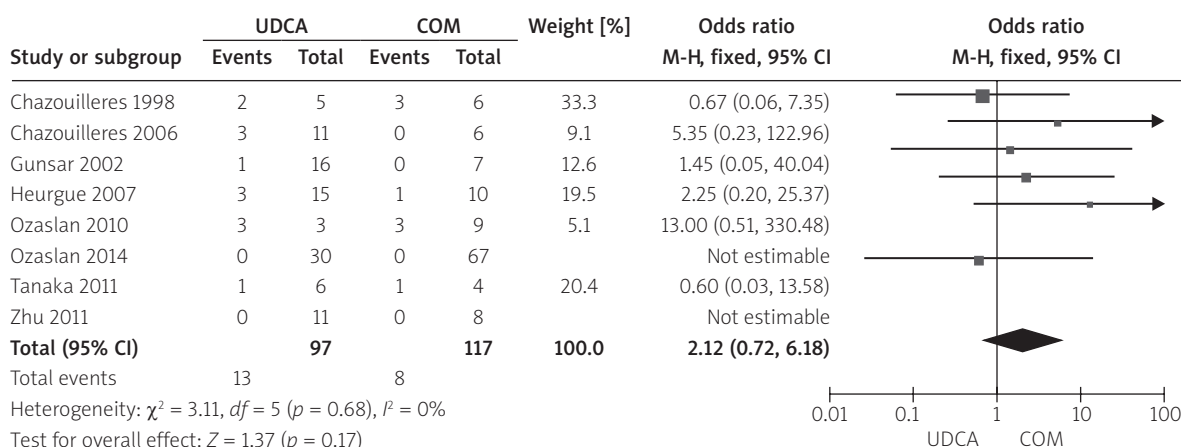 UDCA COM Weight [%] Odds ratio Odds ratio
Study or subgroup Events Total Events Total M-H, fixed, 95% CI M-H, fixed, 95% CI
Chazouilleres 1998 2 5 3 6 33.3 0.67 (0.06, 7.35)
Chazouilleres 2006 3 11 0 6 9.1 5.35 (0.23, 122.96)
Gunsar 2002 1 16 0 7 12.6 1.45 (0.05, 40.04)
Heurgue 2007 3 15 1 10 19.5 2.25 (0.20, 25.37)
Ozaslan 2010 3 3 3 9 5.1 13.00 (0.51, 330.48)
Ozaslan 2014 0 30 0 67 Not estimable
Tanaka 2011 1 6 1 4 20.4 0.60 (0.03, 13.58)
Zhu 2011 0 11 0 8 Not estimable
Total (95% CI) 97 117 100.0 2.12 (0.72, 6.18)
Total events 13 8
Heterogeneity: χ² = 3.11, df = 5 (p = 0.68), I² = 0%
Test for overall effect: Z = 1.37 (p = 0.17)
0.01 0.1 1 10 100
UDCA COM